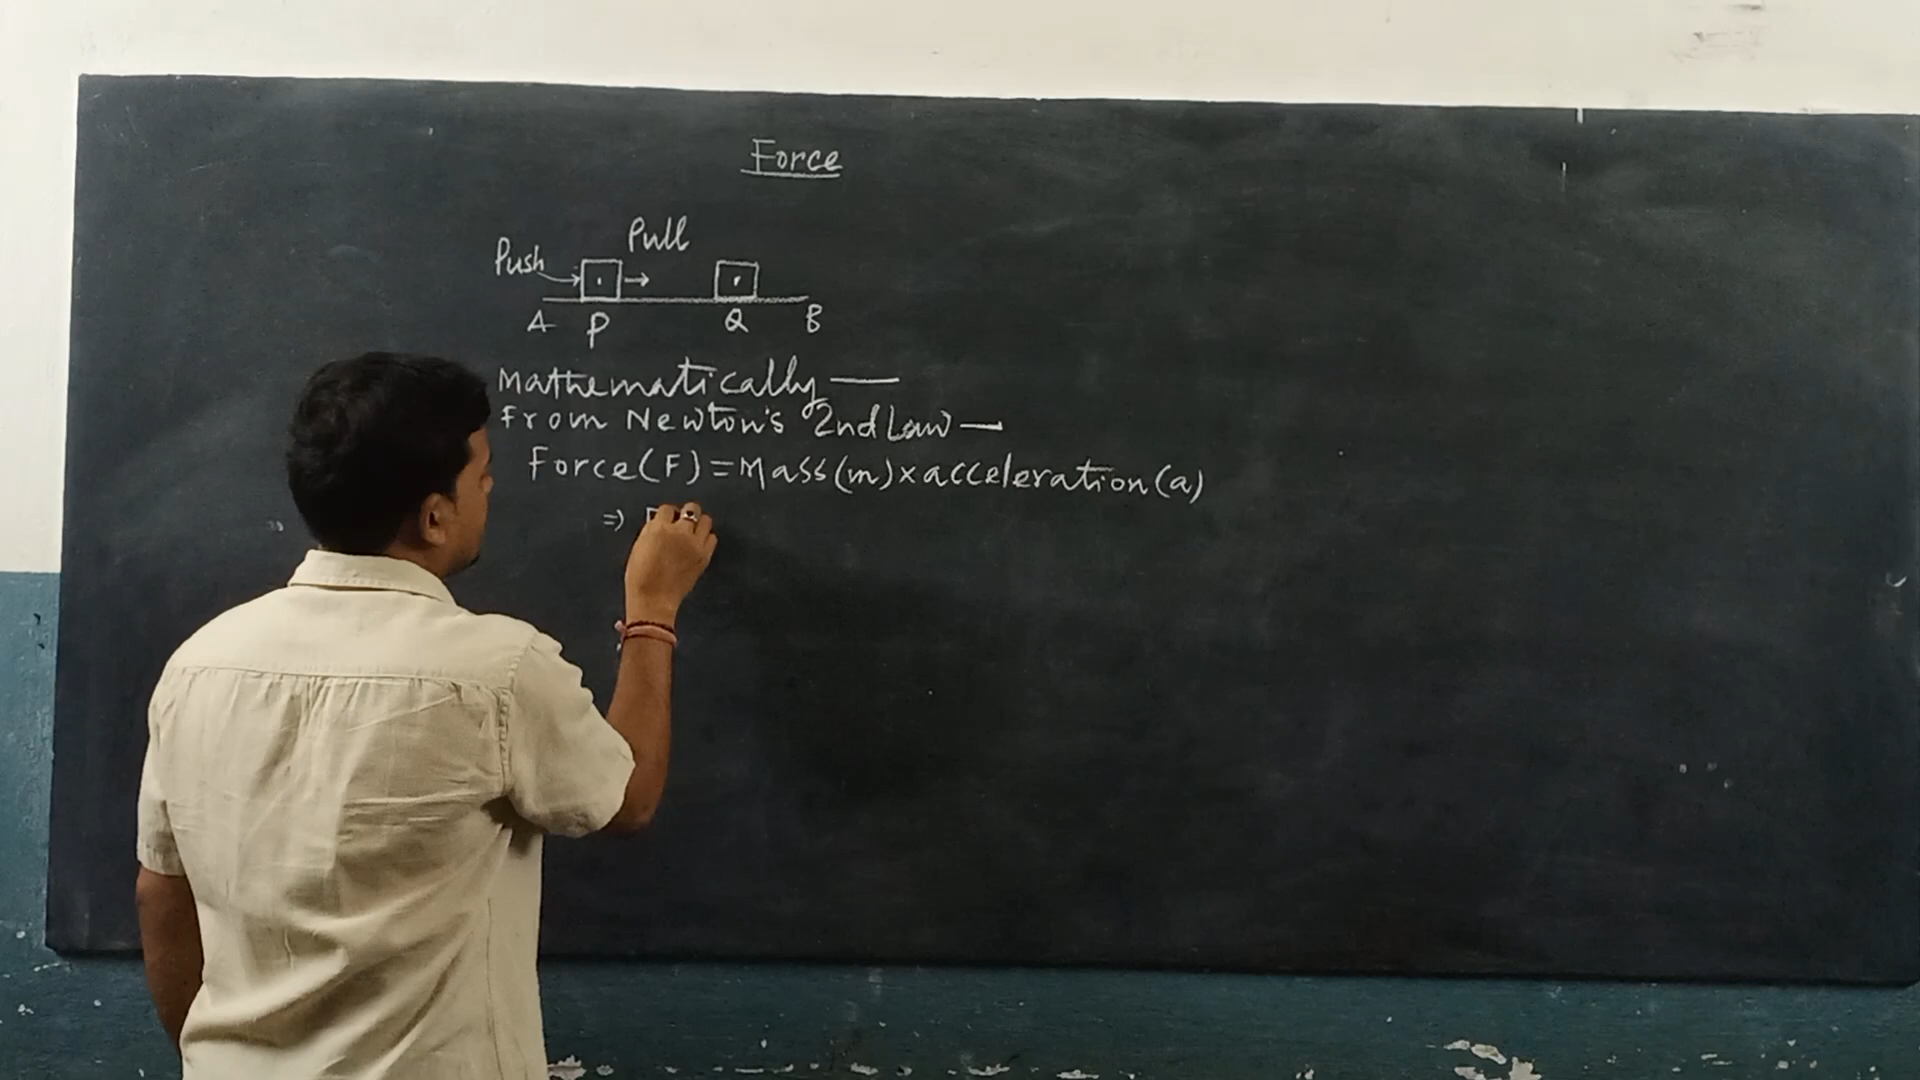 Force
Pull
Push
A P Q B
Mathematically —
From Newton's 2nd Law —
Force(F) = Mass(m) × acceleration(a)
⇒ F